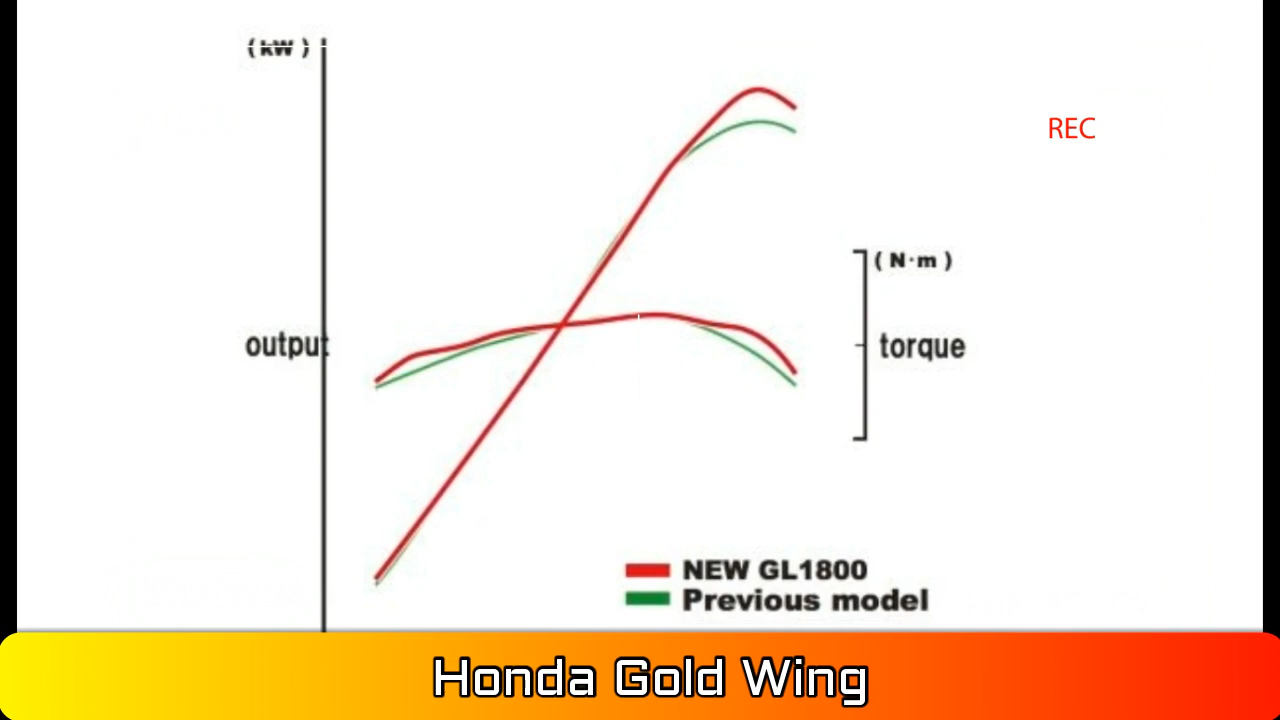 (kW)
REC
(N·m)
output
torque
NEW GL1800
Previous model
Honda Gold Wing